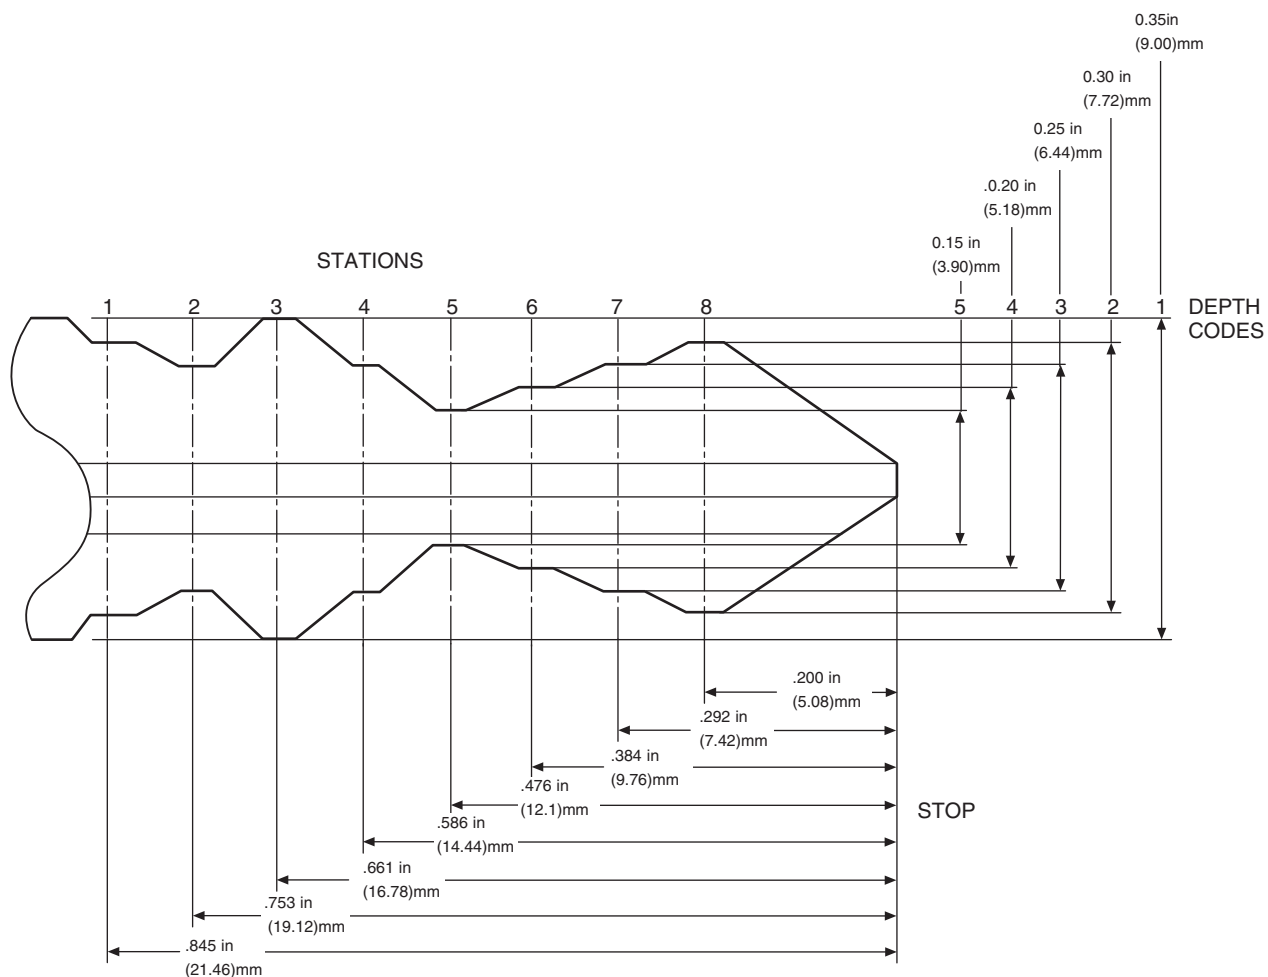 0.35in
(9.00)mm
0.30 in
(7.72)mm
0.25 in
(6.44)mm
.0.20 in
(5.18)mm
0.15 in
(3.90)mm
STATIONS
1 2 3 4 5 6 7 8 5 4 3 2 1 DEPTH
CODES
.200 in
(5.08)mm
.292 in
(7.42)mm
.384 in
(9.76)mm
.476 in
(12.1)mm
STOP
.586 in
(14.44)mm
.661 in
(16.78)mm
.753 in
(19.12)mm
.845 in
(21.46)mm